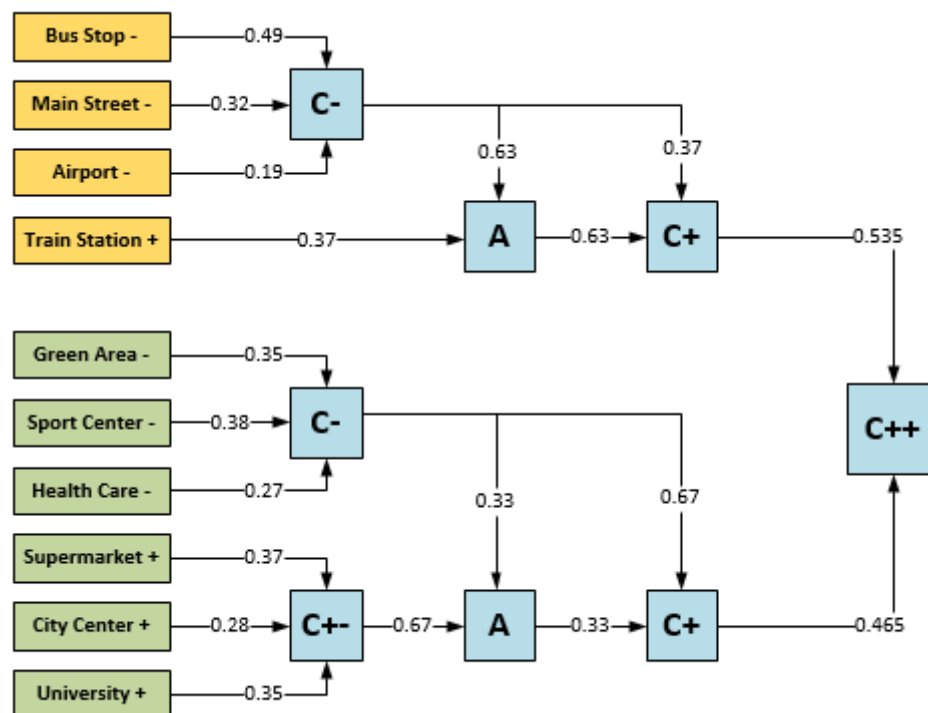 Bus Stop -
0.49
Main Street -
0.32
C-
Airport -
0.19
0.63
0.37
Train Station +
0.37
A
0.63
C+
0.535
Green Area -
0.35
Sport Center -
0.38
C-
C++
Health Care -
0.27
0.33
0.67
Supermarket +
0.37
City Center +
0.28
C+-
0.67
A
0.33
C+
0.465
University +
0.35